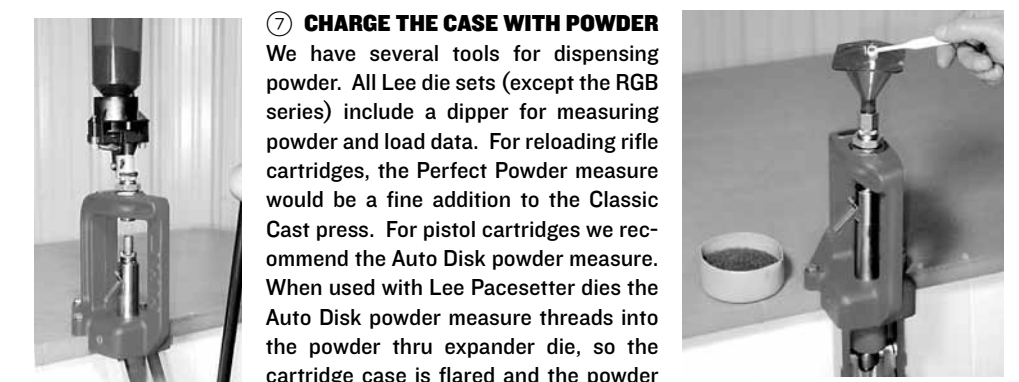 ⑦ CHARGE THE CASE WITH POWDER
We have several tools for dispensing
powder. All Lee die sets (except the RGB
series) include a dipper for measuring
powder and load data. For reloading rifle
cartridges, the Perfect Powder measure
would be a fine addition to the Classic
Cast press. For pistol cartridges we rec-
ommend the Auto Disk powder measure.
When used with Lee Pacesetter dies the
Auto Disk powder measure threads into
the powder thru expander die, so the
cartridge case is flared and the powder